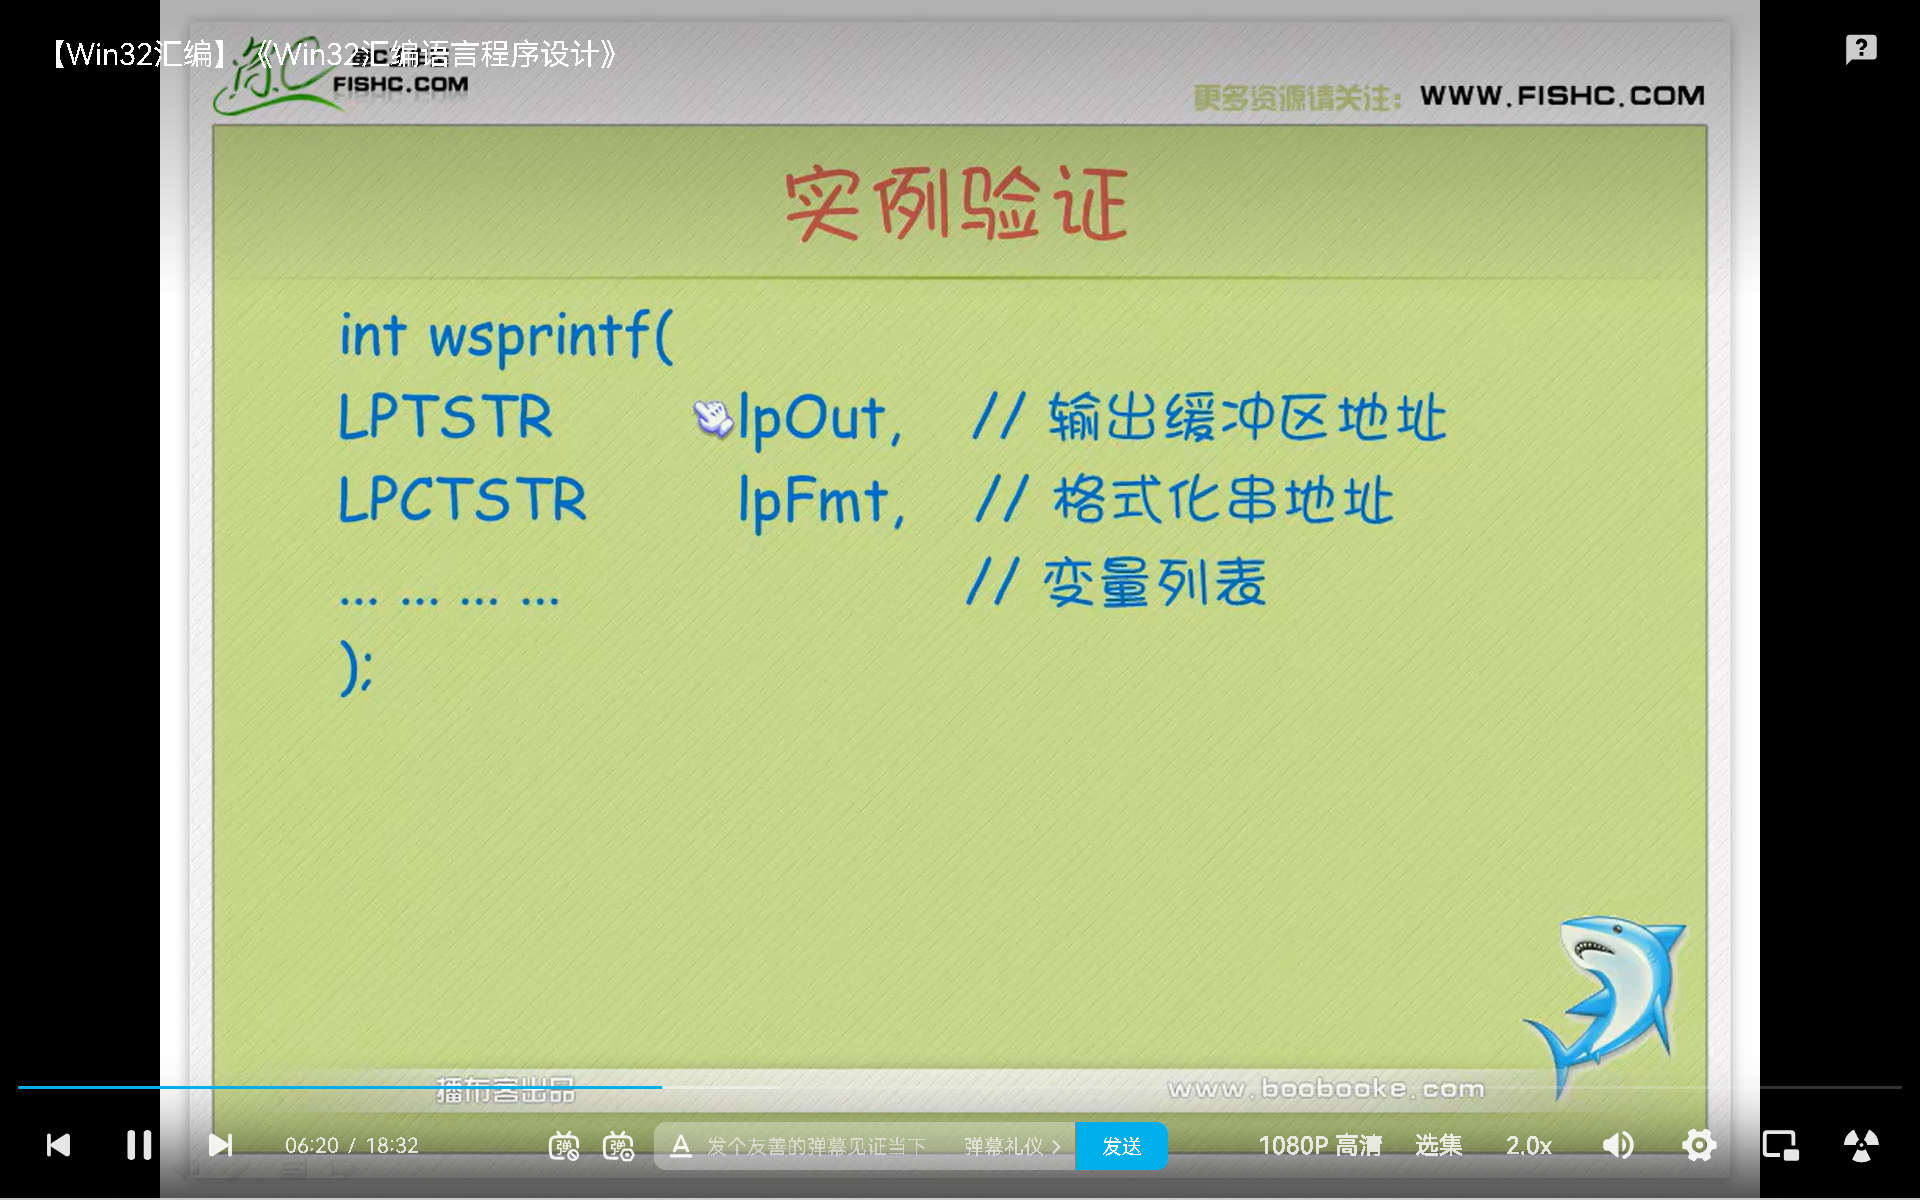 【Win32汇编】《Win32汇编语言程序设计》
FISHC.COM
更多资源请关注： WWW.FISHC.COM
实例验证
int wsprintf(
LPTSTR lpOut, // 输出缓冲区地址
LPCTSTR lpFmt, // 格式化串地址
... ... ... ... // 变量列表
);
播布客出品 www.boobooke.com
06:20 / 18:32 弹 弹 A 发个友善的弹幕见证当下 弹幕礼仪 > 发送 1080P 高清 选集 2.0x